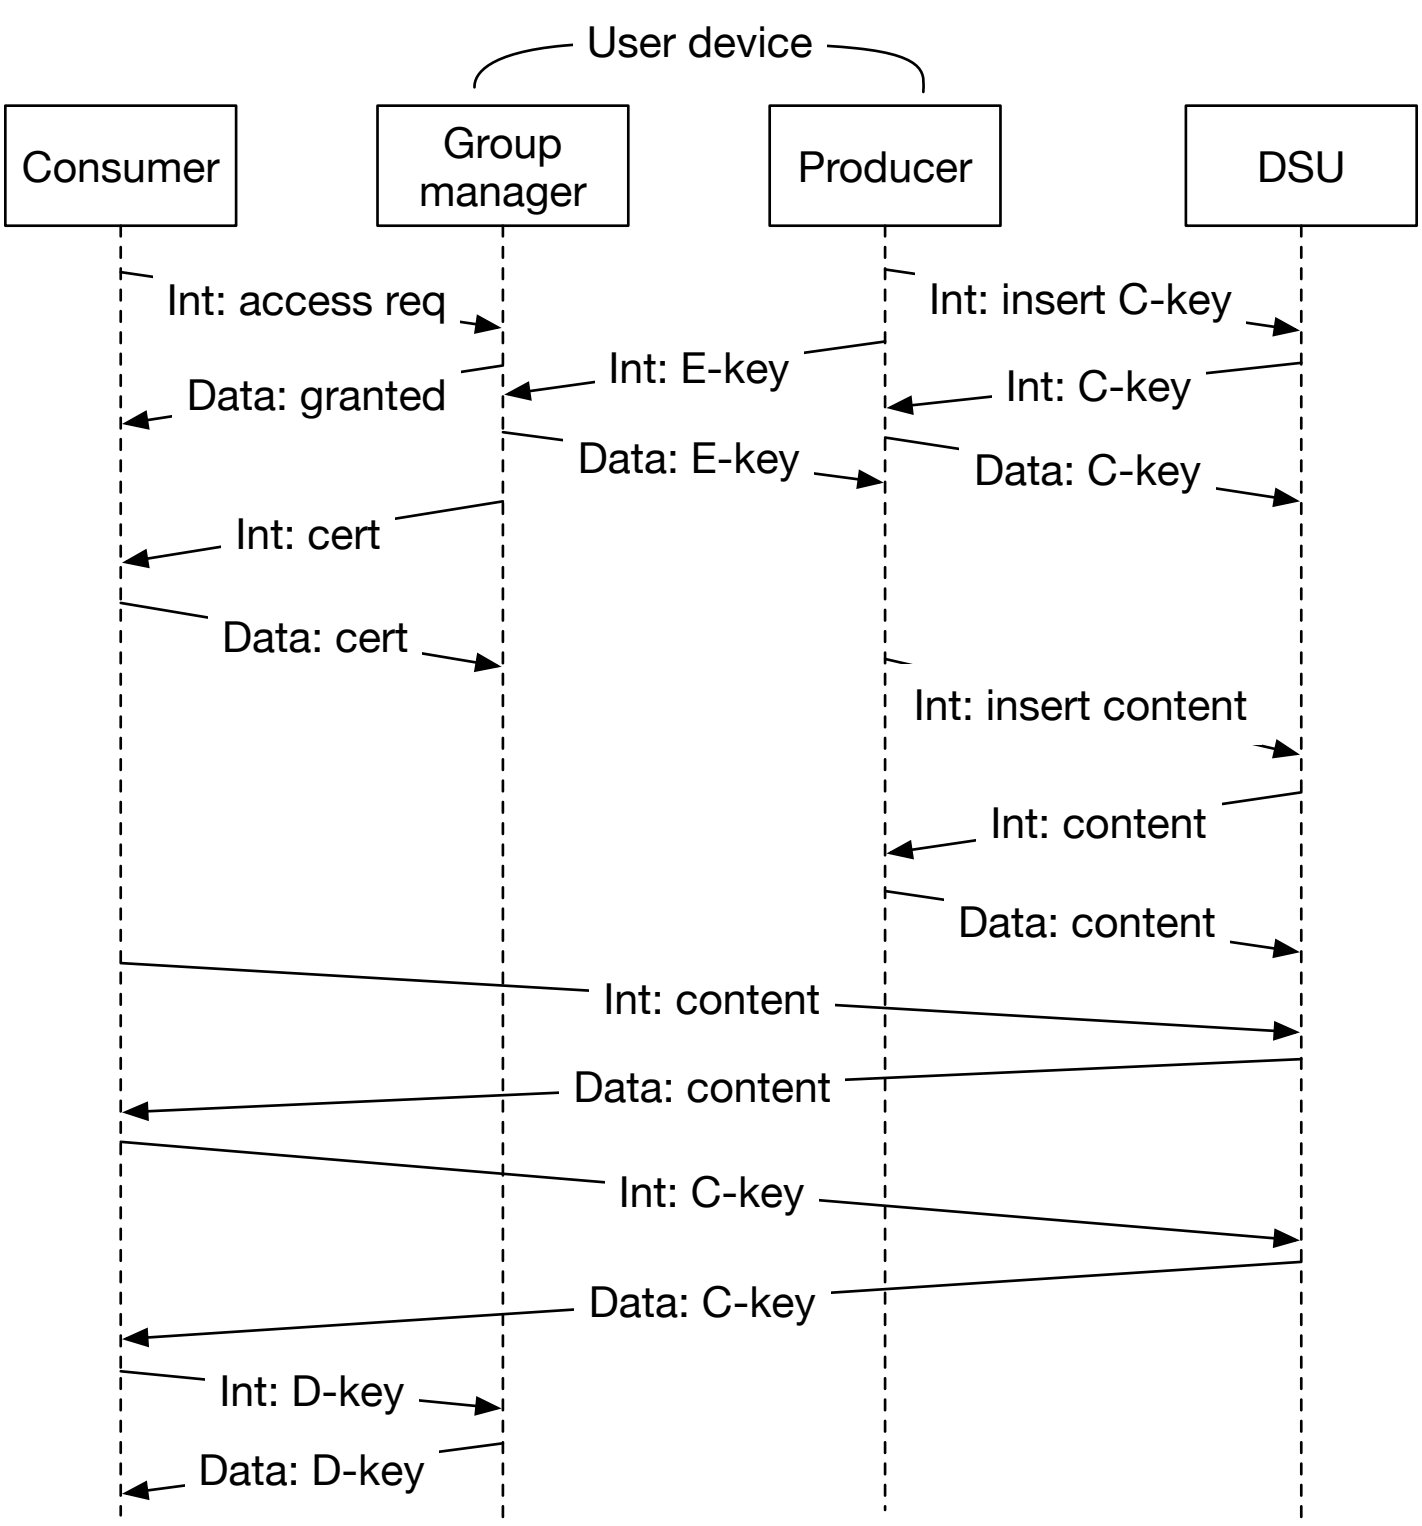 User device
Consumer
Group
manager
Producer
DSU
Int: access req
Int: insert C-key
Int: E-key
Int: C-key
Data: granted
Data: E-key
Data: C-key
Int: cert
Data: cert
Int: insert content
Int: content
Data: content
Int: content
Data: content
Int: C-key
Data: C-key
Int: D-key
Data: D-key